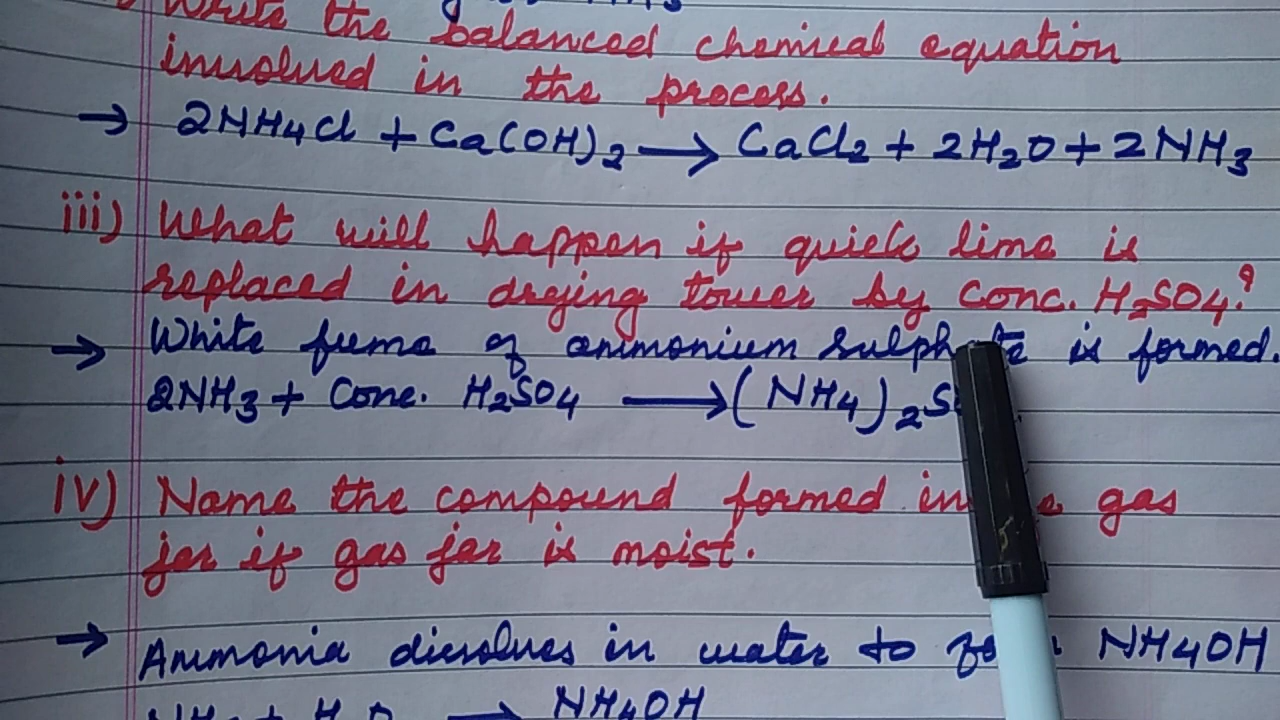 Write the balanced chemical equation
involved in the process.
→ 2NH4Cl + Ca(OH)2 → CaCl2 + 2H2O + 2NH3
iii) What will happen if quick lime is
replaced in drying tower by Conc. H2SO4?
→ White fume of ammonium sulphate is formed.
2NH3 + Conc. H2SO4 → (NH4)2S
iv) Name the compound formed in gas
jar if gas jar is moist.
→ Ammonia dissolves in water to NH4OH
NH3 + H2O → NH4OH